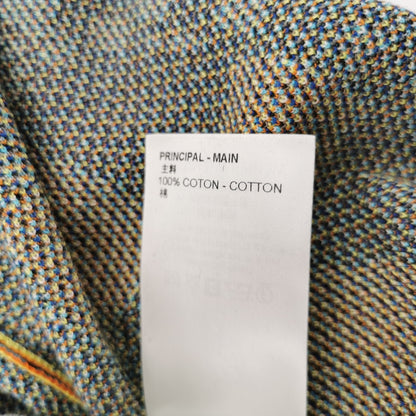 PRINCIPAL - MAIN
主料
100% COTON - COTTON
棉